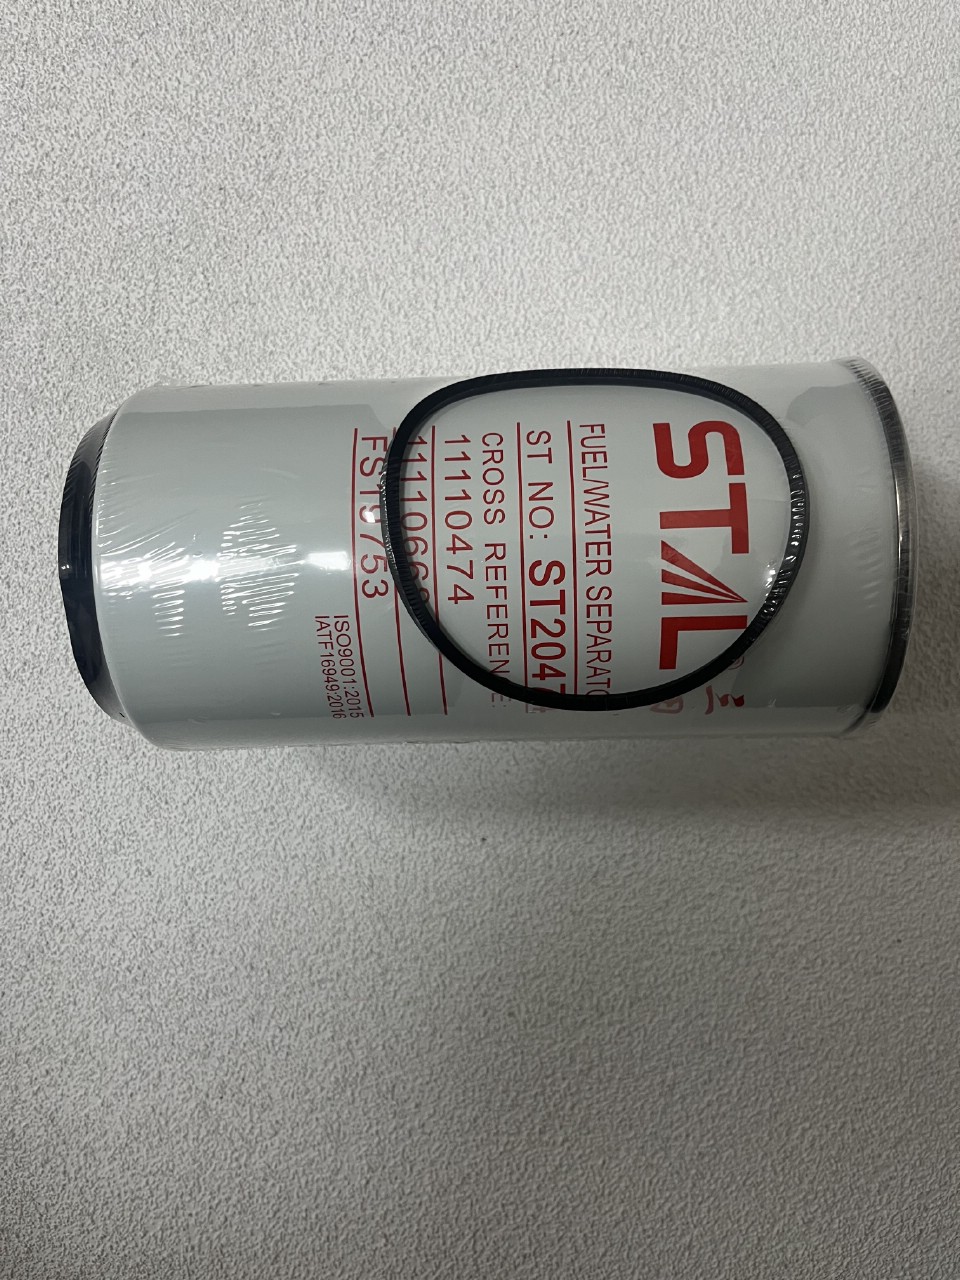 STAL
FUEL/WATER SEPARATO
ST NO: ST204
CROSS REFEREN
11110474
FS19753
ISO9001:2015
IATF16949:2016